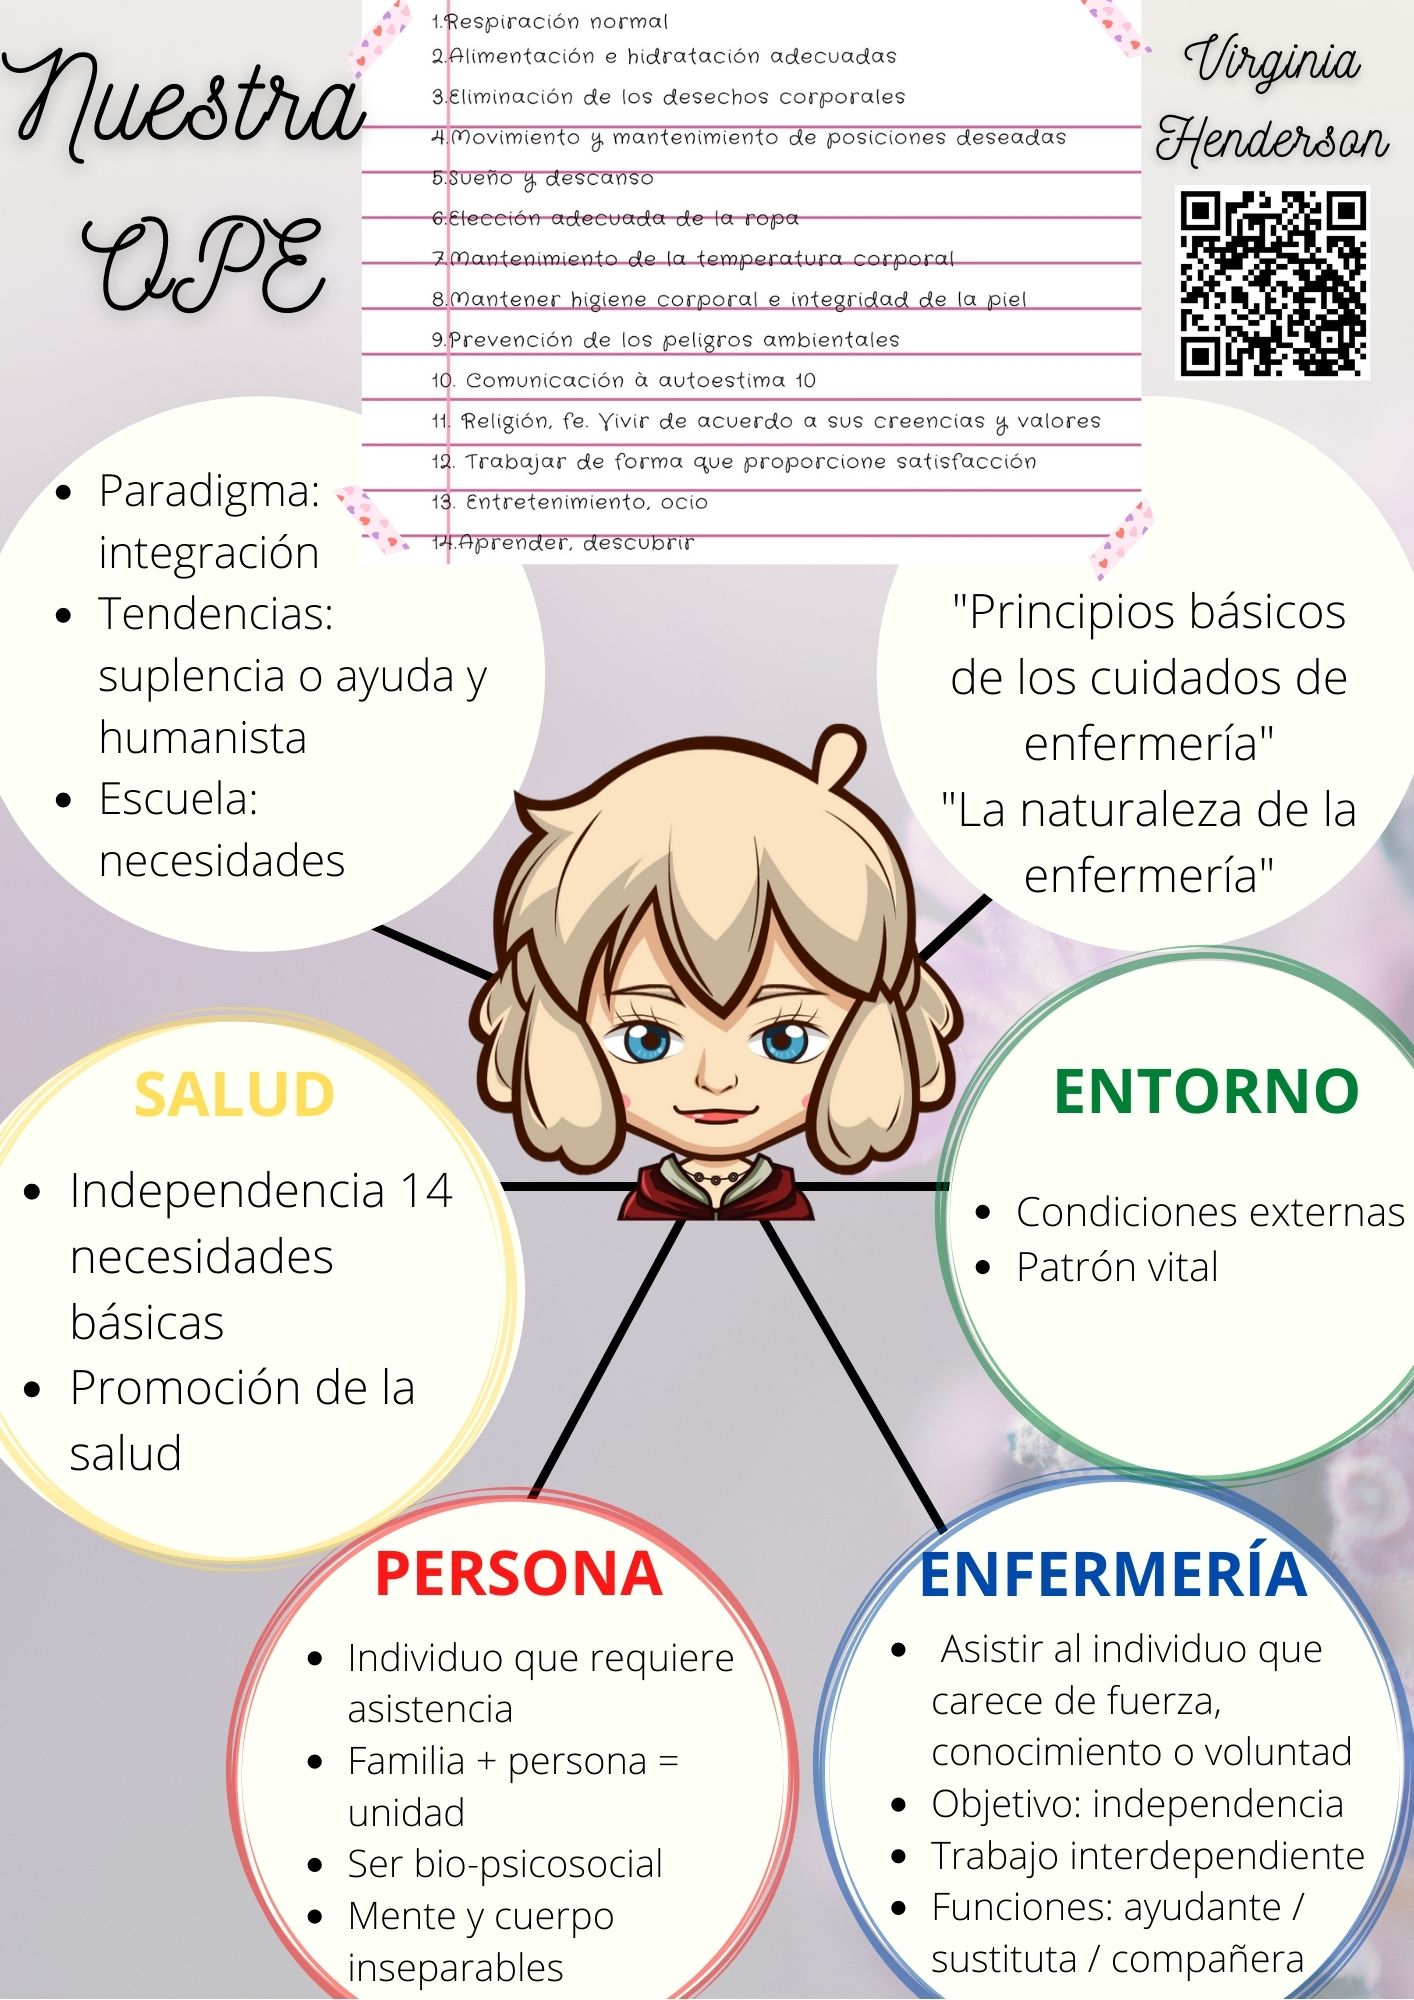 Nuestra
OPE
1.Respiración normal
2.Alimentación e hidratación adecuadas
3.Eliminación de los desechos corporales
4.Movimiento y mantenimiento de posiciones deseadas
5.Sueño y descanso
6.Elección adecuada de la ropa
7.Mantenimiento de la temperatura corporal
8.Mantener higiene corporal e integridad de la piel
9.Prevención de los peligros ambientales
10. Comunicación à autoestima 10
11. Religión, fe. Vivir de acuerdo a sus creencias y valores
12. Trabajar de forma que proporcione satisfacción
13. Entretenimiento, ocio
14.Aprender, descubrir
Virginia
Henderson
• Paradigma:
integración
• Tendencias:
suplencia o ayuda y
humanista
• Escuela:
necesidades
"Principios básicos
de los cuidados de
enfermería"
"La naturaleza de la
enfermería"
SALUD
• Independencia 14
necesidades
básicas
• Promoción de la
salud
ENTORNO
• Condiciones externas
• Patrón vital
PERSONA
• Individuo que requiere
asistencia
• Familia + persona =
unidad
• Ser bio-psicosocial
• Mente y cuerpo
inseparables
ENFERMERÍA
• Asistir al individuo que
carece de fuerza,
conocimiento o voluntad
• Objetivo: independencia
• Trabajo interdependiente
• Funciones: ayudante /
sustituta / compañera